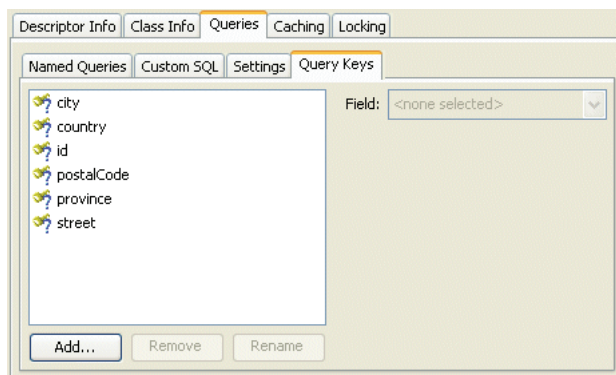 Descriptor Info Class Info Queries Caching Locking
Named Queries Custom SQL Settings Query Keys
city Field: <none selected>
country
id
postalCode
province
street
Add... Remove Rename